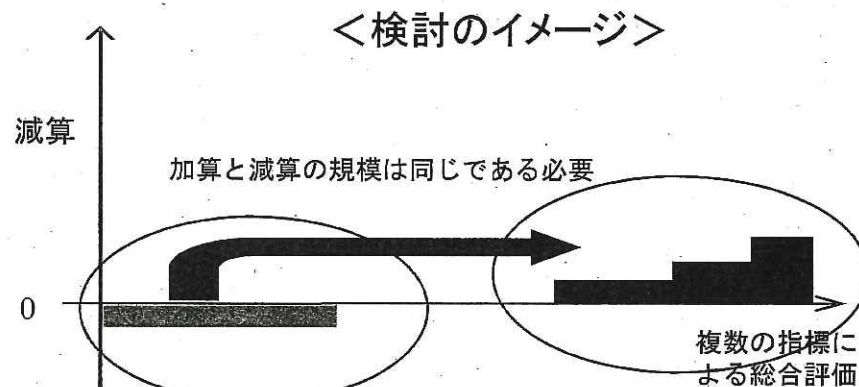 ＜検討のイメージ＞
減算
加算と減算の規模は同じである必要
0
複数の指標に
よる総合評価